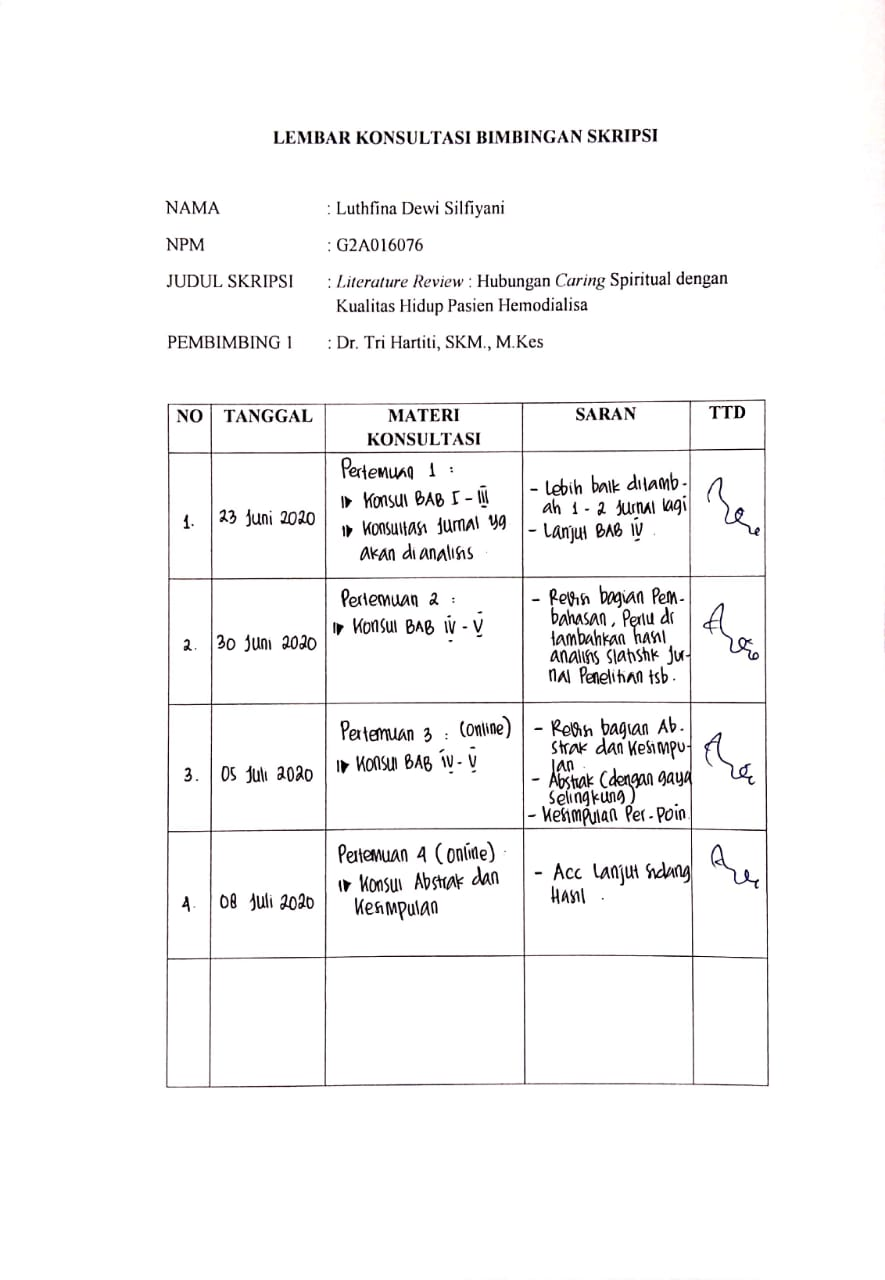 LEMBAR KONSULTASI BIMBINGAN SKRIPSI
NAMA : Luthfina Dewi Silfiyani
NPM : G2A016076
JUDUL SKRIPSI : Literature Review : Hubungan Caring Spiritual dengan
Kualitas Hidup Pasien Hemodialisa
PEMBIMBING 1 : Dr. Tri Hartiti, SKM., M.Kes
NO TANGGAL MATERI KONSULTASI SARAN TTD
1. 23 Juni 2020
Pertemuan 1 :
Konsul BAB I - III
Konsultasi Jurnal yg
akan di analisis
- Lebih baik ditamb-
ah 1 - 2 Jurnal lagi
- Lanjut BAB IV
2. 30 Juni 2020
Pertemuan 2 :
Konsul BAB IV - V
- Revisi bagian Pem-
bahasan, Perlu di
tambahkan hasil
analisis statistik Jur-
nal Penelitian tsb.
3. 05 Juli 2020
Pertemuan 3 : (online)
Konsul BAB IV - V
- Revisi bagian Ab-
strak dan Kesimpu-
lan
- Abstrak (dengan gaya
selingkung)
- Kesimpulan Per-Poin
4. 08 Juli 2020
Pertemuan 4 (online)
Konsul Abstrak dan
Kesimpulan
- Acc Lanjut Sidang
Hasil .